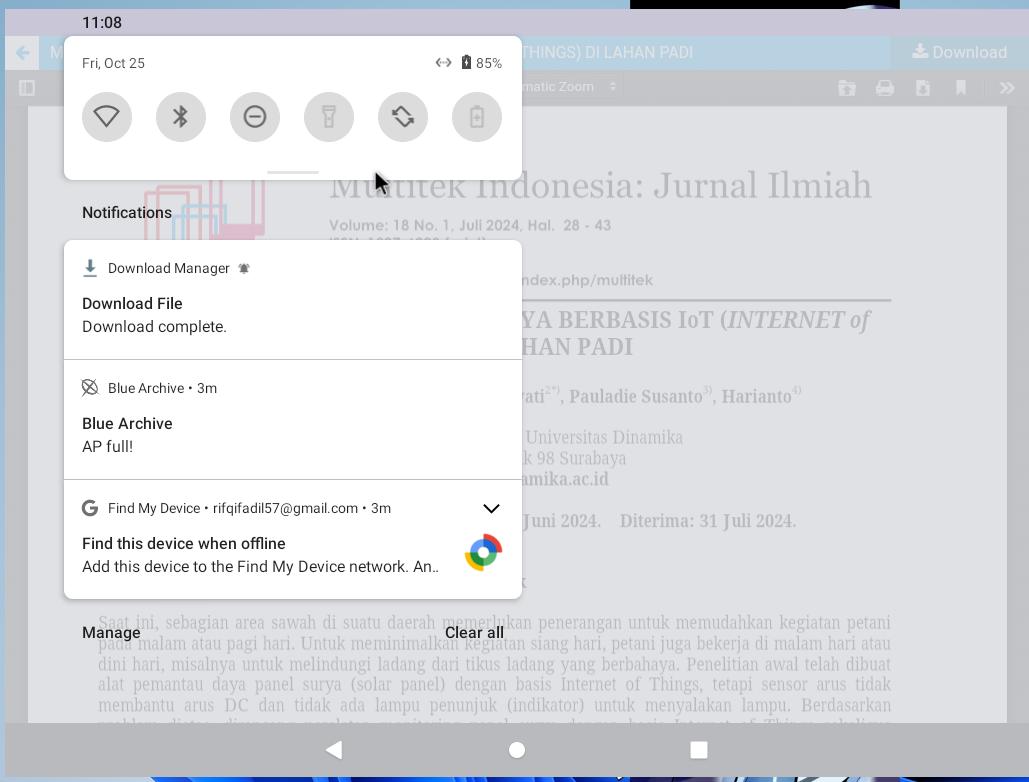 11:08
M
THINGS) DI LAHAN PADI
Download
Fri, Oct 25
85%
matic Zoom
Multitek Indonesia: Jurnal Ilmiah
Notifications
Volume: 18 No. 1, Juli 2024, Hal. 28 - 43
Download Manager
ndex.php/multitek
Download File
Download complete.
YA BERBASIS IoT (INTERNET of
HAN PADI
Blue Archive • 3m
vati2*), Pauladie Susanto3), Harianto4)
Blue Archive
AP full!
Universitas Dinamika
k 98 Surabaya
amika.ac.id
Find My Device • rifqifadil57@gmail.com • 3m
Juni 2024. Diterima: 31 Juli 2024.
Find this device when offline
Add this device to the Find My Device network. An..
k
Saat ini, sebagian area sawah di suatu daerah memerlukan penerangan untuk memudahkan kegiatan petani
Manage
Clear all
pada malam atau pagi hari. Untuk meminimalkan kegiatan siang hari, petani juga bekerja di malam hari atau
dini hari, misalnya untuk melindungi ladang dari tikus ladang yang berbahaya. Penelitian awal telah dibuat
alat pemantau daya panel surya (solar panel) dengan basis Internet of Things, tetapi sensor arus tidak
membantu arus DC dan tidak ada lampu penunjuk (indikator) untuk menyalakan lampu. Berdasarkan